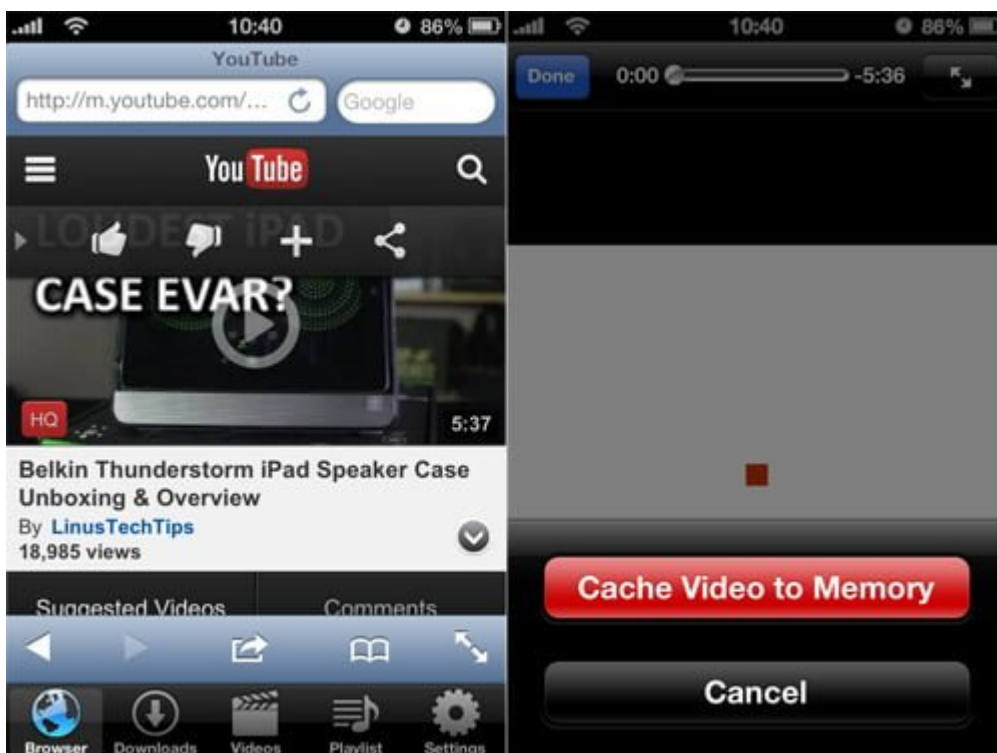 10:40
86%
YouTube
http://m.youtube.com/...
Google
YouTube
LOUDEST iPAD
CASE EVAR?
HQ
5:37
Belkin Thunderstorm iPad Speaker Case
Unboxing & Overview
By LinusTechTips
18,985 views
Suggested Videos
Comments
Browser
Downloads
Videos
Playlist
Settings
10:40
86%
Done
0:00
-5:36
Cache Video to Memory
Cancel